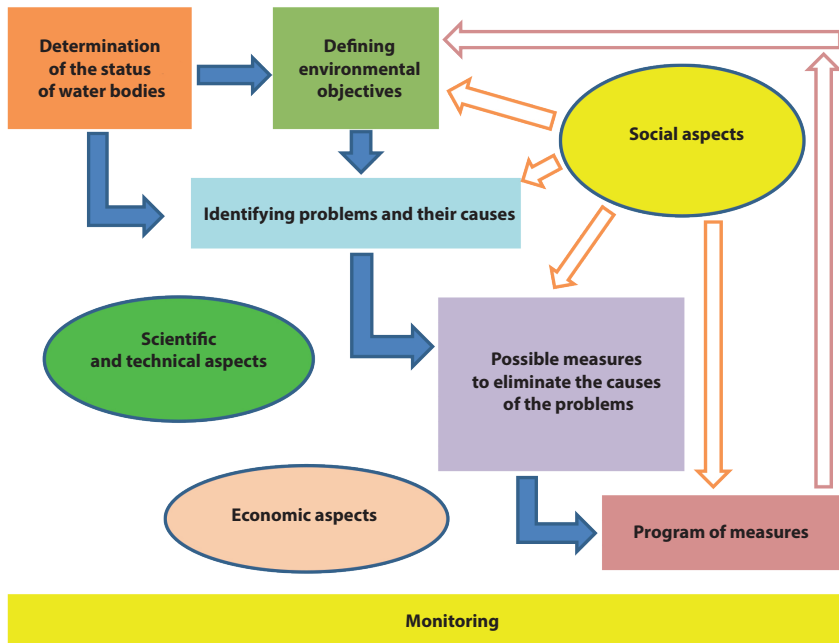 Determination
of the status
of water bodies
Defining
environmental
objectives
Social aspects
Identifying problems and their causes
Scientific
and technical aspects
Possible measures
to eliminate the causes
of the problems
Economic aspects
Program of measures
Monitoring